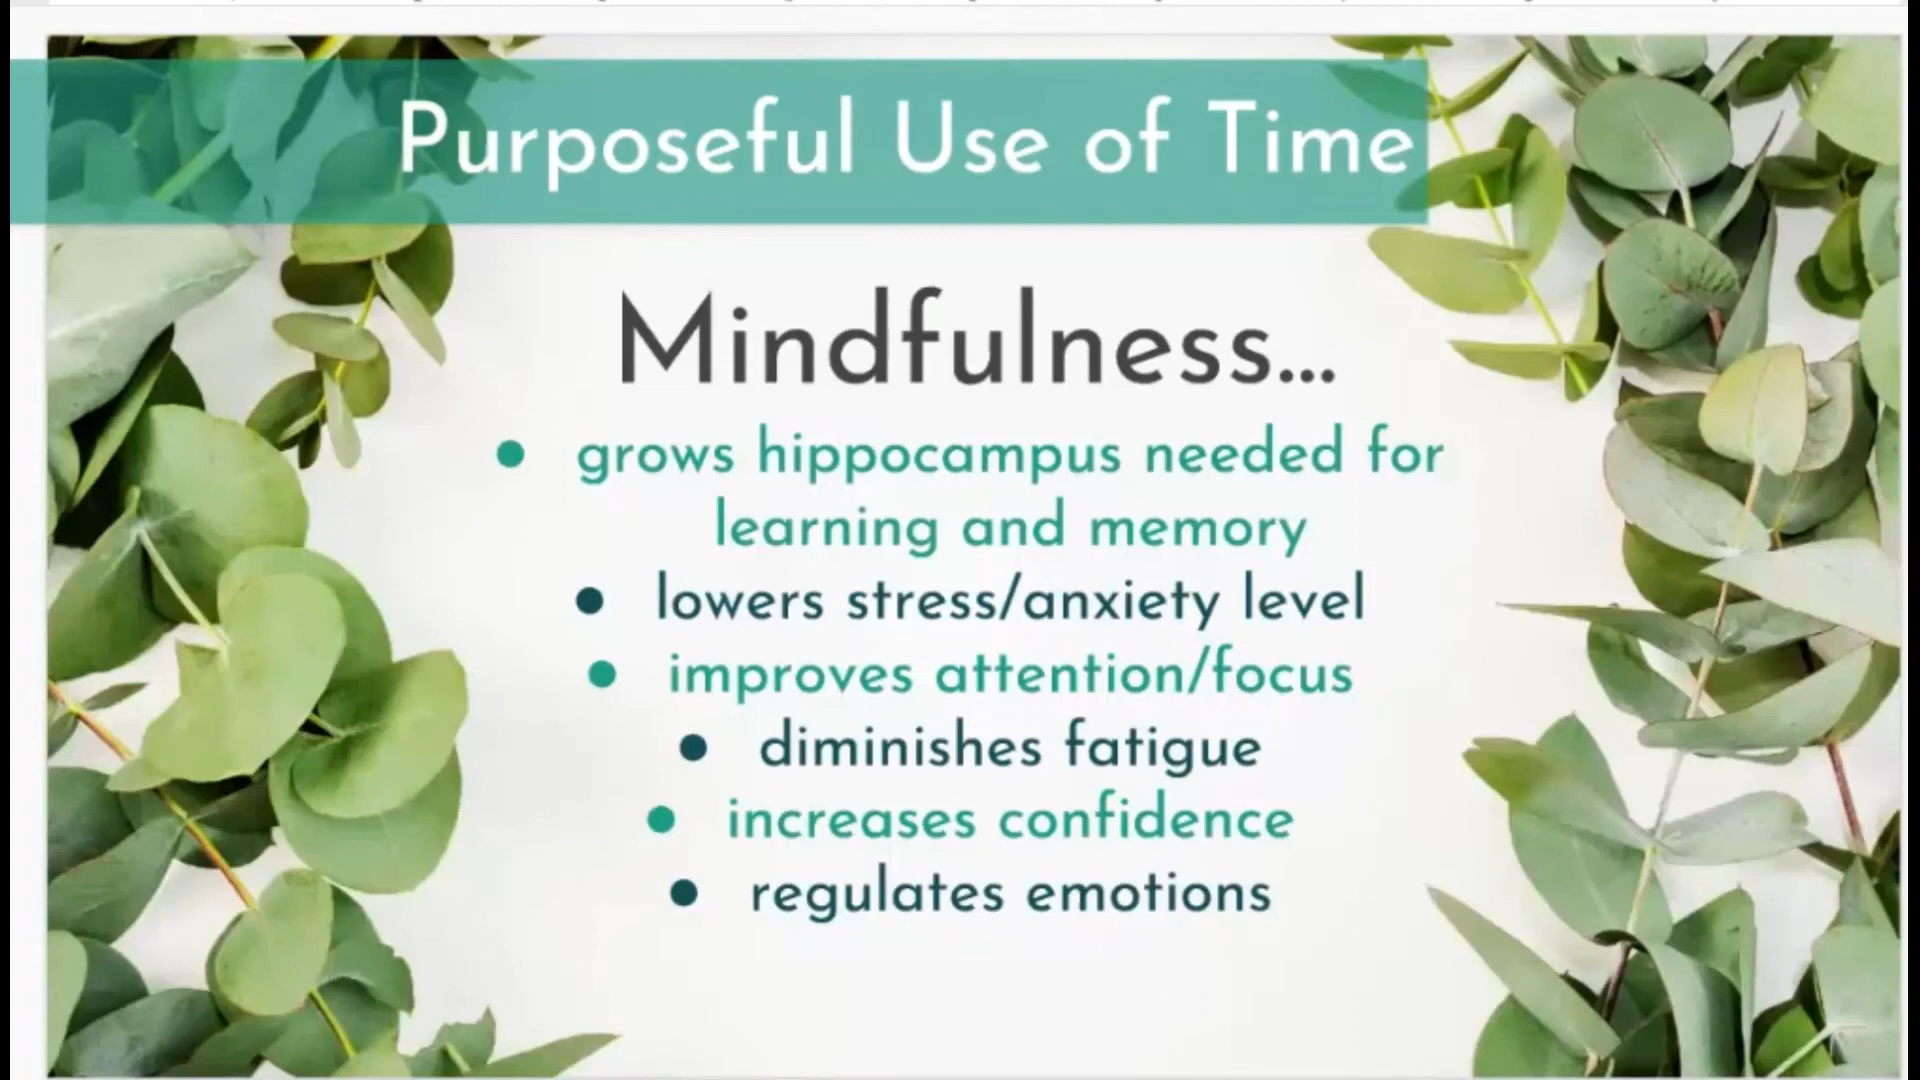 Purposeful Use of Time
Mindfulness...
● grows hippocampus needed for
learning and memory
● lowers stress/anxiety level
● improves attention/focus
● diminishes fatigue
● increases confidence
● regulates emotions